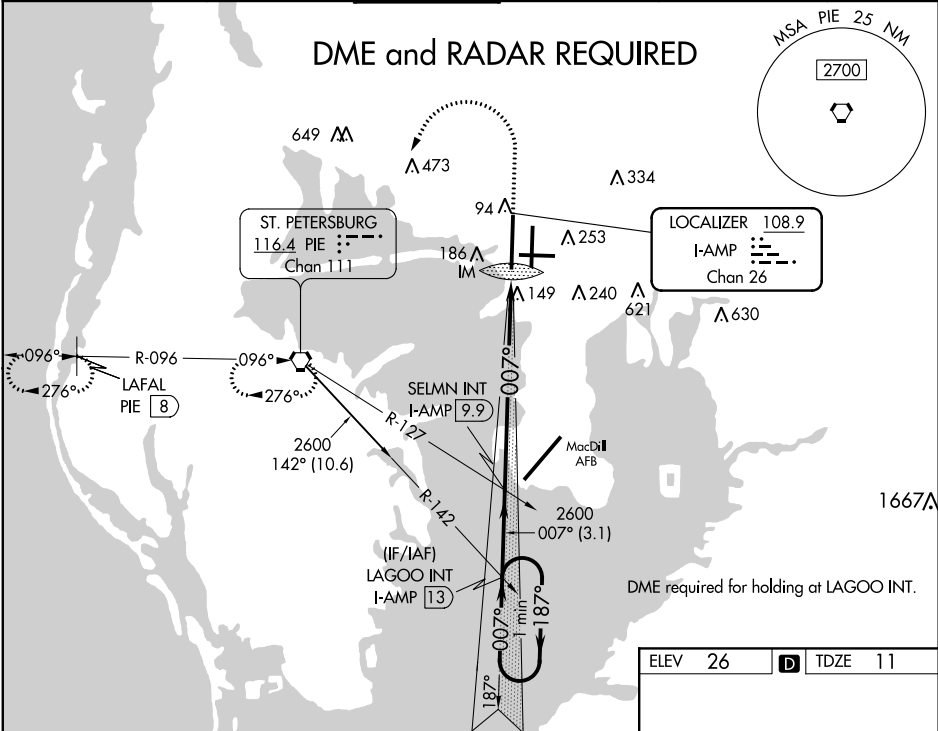 DME and RADAR REQUIRED
MSA PIE 25 NM
2700
649
473
334
94
ST. PETERSBURG
116.4 PIE
Chan 111
LOCALIZER 108.9
I-AMP
Chan 26
186
IM
253
149
240
621
630
096°
R-096
096°
276°
LAFAL
PIE 8
276°
007°
SELMN INT
I-AMP 9.9
R-127
2600
142° (10.6)
MacDill
AFB
R-142
2600
007° (3.1)
1667
(IF/IAF)
LAGOO INT
I-AMP 13
007°
1 min
187°
187°
DME required for holding at LAGOO INT.
ELEV 26 D TDZE 11